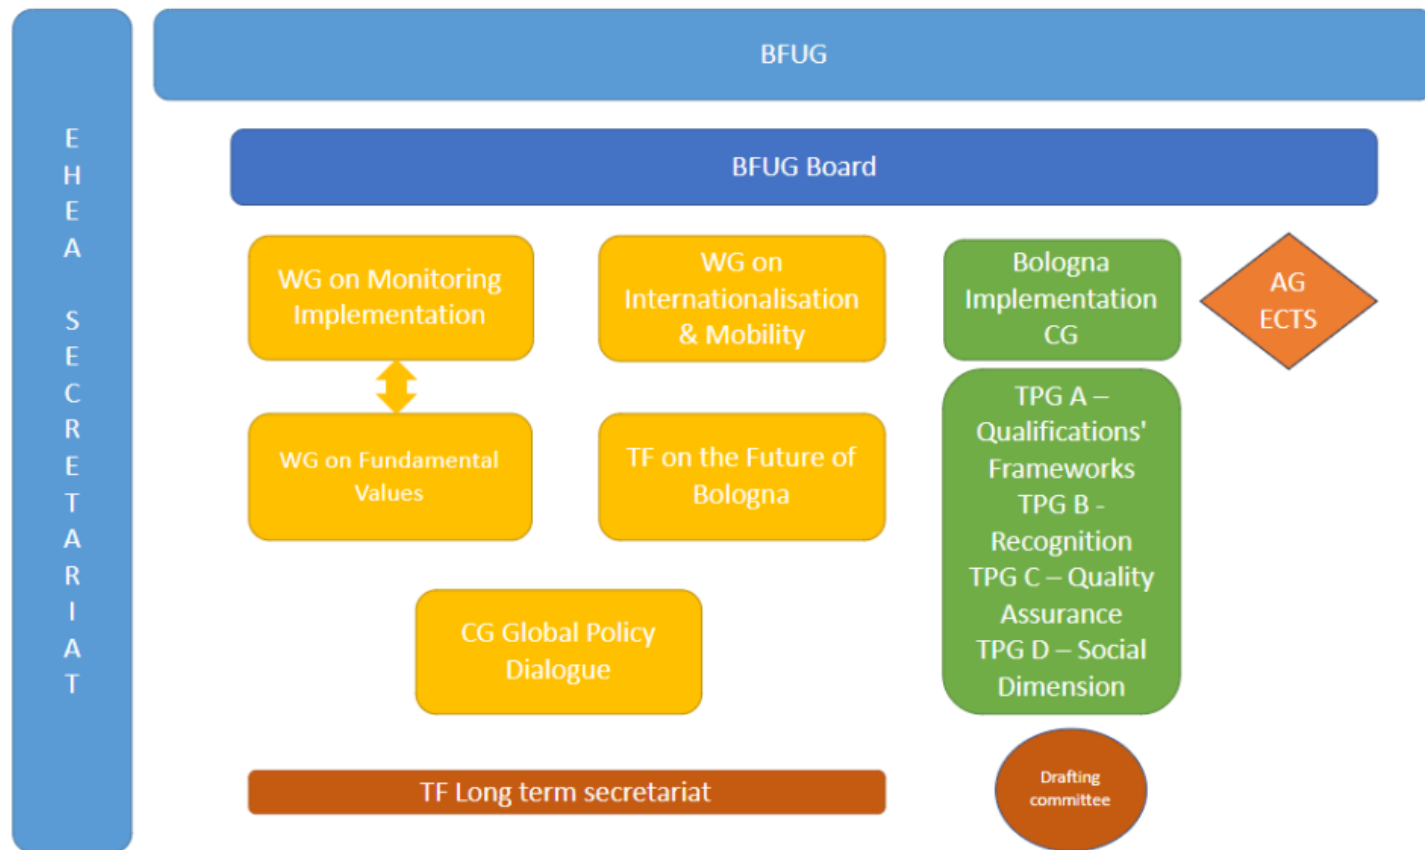 E
H
E
A
S
E
C
R
E
T
A
R
I
A
T
BFUG
BFUG Board
WG on Monitoring
Implementation
WG on
Internationalisation
& Mobility
Bologna
Implementation
CG
AG
ECTS
WG on Fundamental
Values
TF on the Future of
Bologna
TPG A –
Qualifications'
Frameworks
TPG B -
Recognition
TPG C – Quality
Assurance
TPG D – Social
Dimension
CG Global Policy
Dialogue
TF Long term secretariat
Drafting
committee